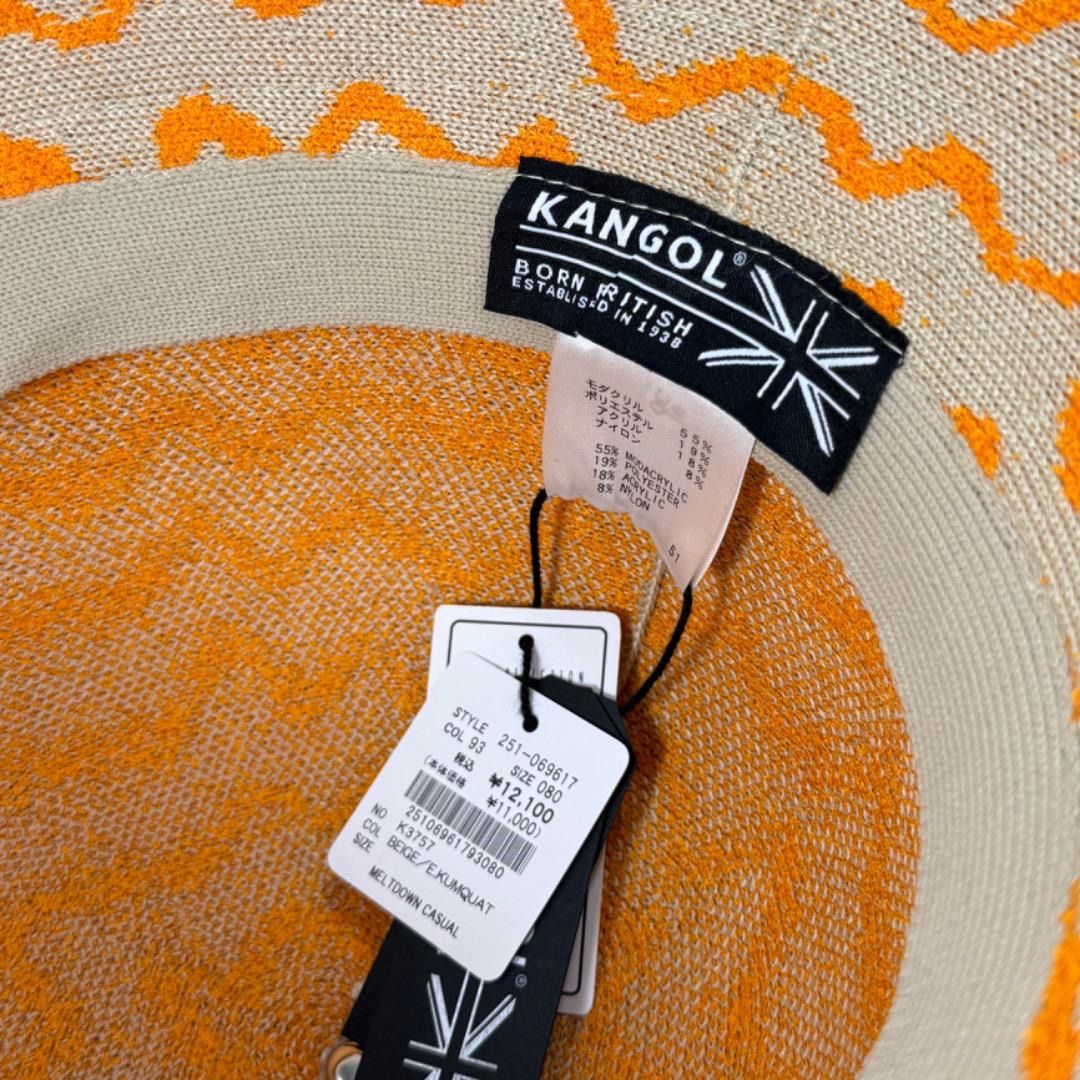 KANGOL®
BORN RITISH
ESTABLISED IN 1938
モダクリル 55%
ポリエステル 19%
アクリル 18%
ナイロン 8%
55% MODACRYLIC
19% POLYESTER
18% ACRYLIC
8% NYLON
51
STYLE 251-069617
COL 93 SIZE 080
税込 ¥12,100
(本体価格 ¥11,000)
25106961793080
NO K3757
COL BEIGE/E.KUMQUAT
SIZE
MELTDOWN CASUAL